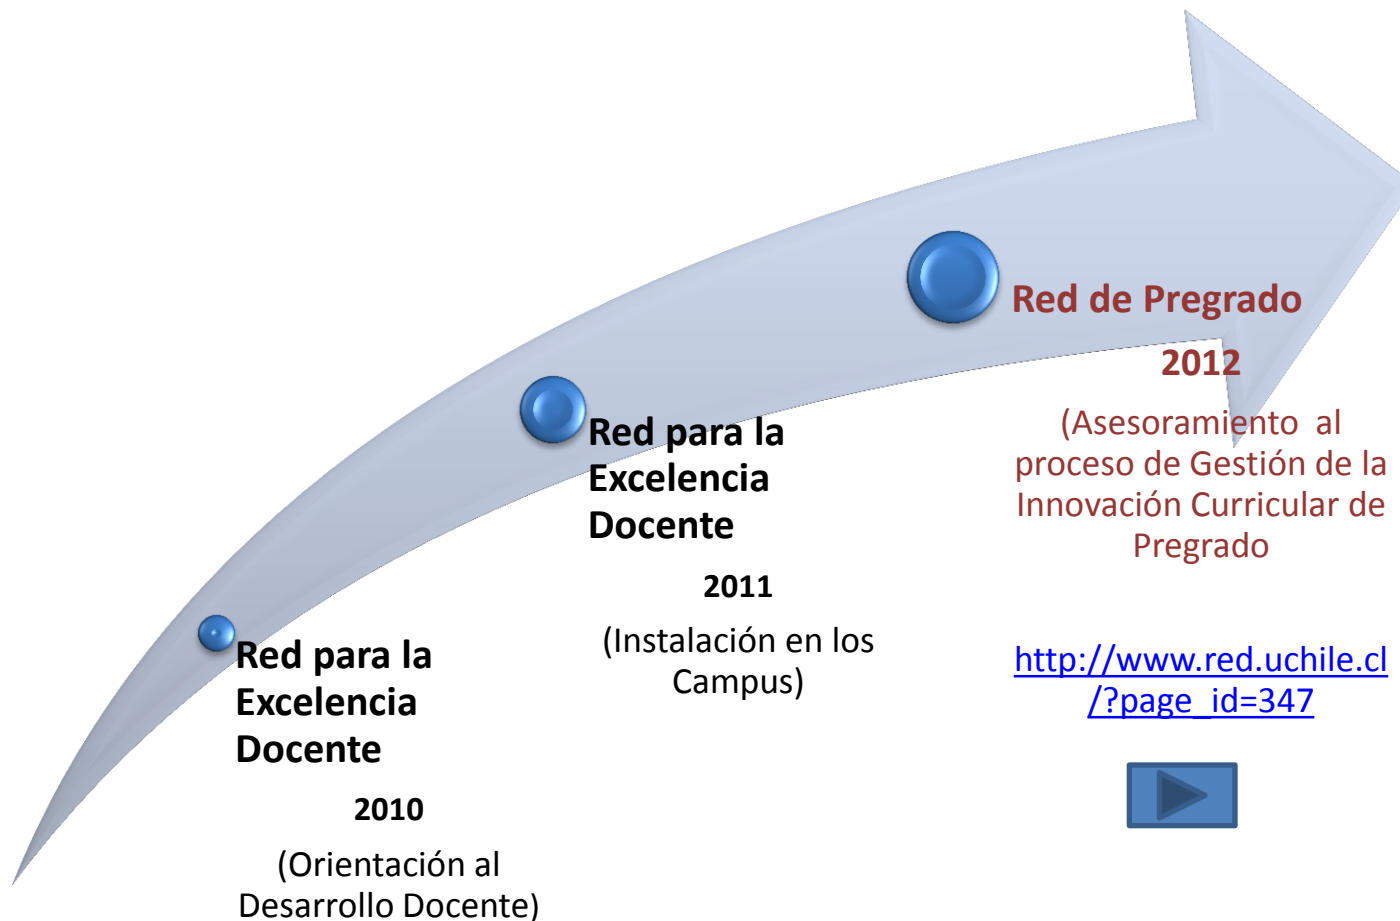 Red para la
Excelencia
Docente
2010
(Orientación al
Desarrollo Docente)
Red para la
Excelencia
Docente
2011
(Instalación en los
Campus)
Red de Pregrado
2012
(Asesoramiento  al
proceso de Gestión de la
Innovación Curricular de
Pregrado
http://www.red.uchile.cl
/?page_id=347